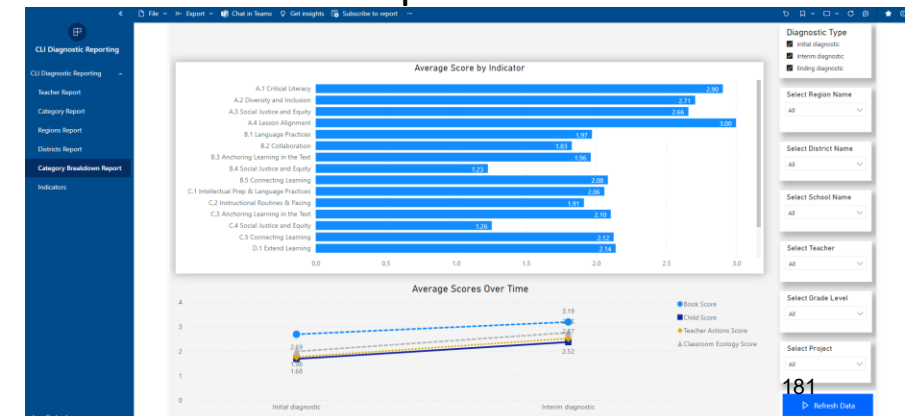 File
Export
Chat in Teams
Get insights
Subscribe to report
CLI Diagnostic Reporting
CLI Diagnostic Reporting
Teacher Report
Category Report
Regions Report
Districts Report
Category Breakdown Report
Indicators
Average Score by Indicator
A.1 Critical Literacy 2.90
A.2 Diversity and Inclusion 2.71
A.3 Social Justice and Equity 2.66
A.4 Lesson Alignment 3.00
B.1 Language Practices 1.97
B.2 Collaboration 1.83
B.3 Anchoring Learning in the Text 1.96
B.4 Social Justice and Equity 1.23
B.5 Connecting Learning 2.08
C.1 Intellectual Prep & Language Practices 2.06
C.2 Instructional Routines & Pacing 1.91
C.3 Anchoring Learning in the Text 2.10
C.4 Social Justice and Equity 1.26
C.5 Connecting Learning 2.12
D.1 Extend Learning 2.14
0.0 0.5 1.0 1.5 2.0 2.5 3.0
Average Scores Over Time
4
3
2
1
0
2.69
1.68
3.19
2.52
Initial diagnostic
Interim diagnostic
Book Score
Child Score
Teacher Actions Score
Classroom Ecology Score
Diagnostic Type
Initial diagnostic
Interim diagnostic
Ending diagnostic
Select Region Name
All
Select District Name
All
Select School Name
All
Select Teacher
All
Select Grade Level
All
Select Project
All
181
Refresh Data